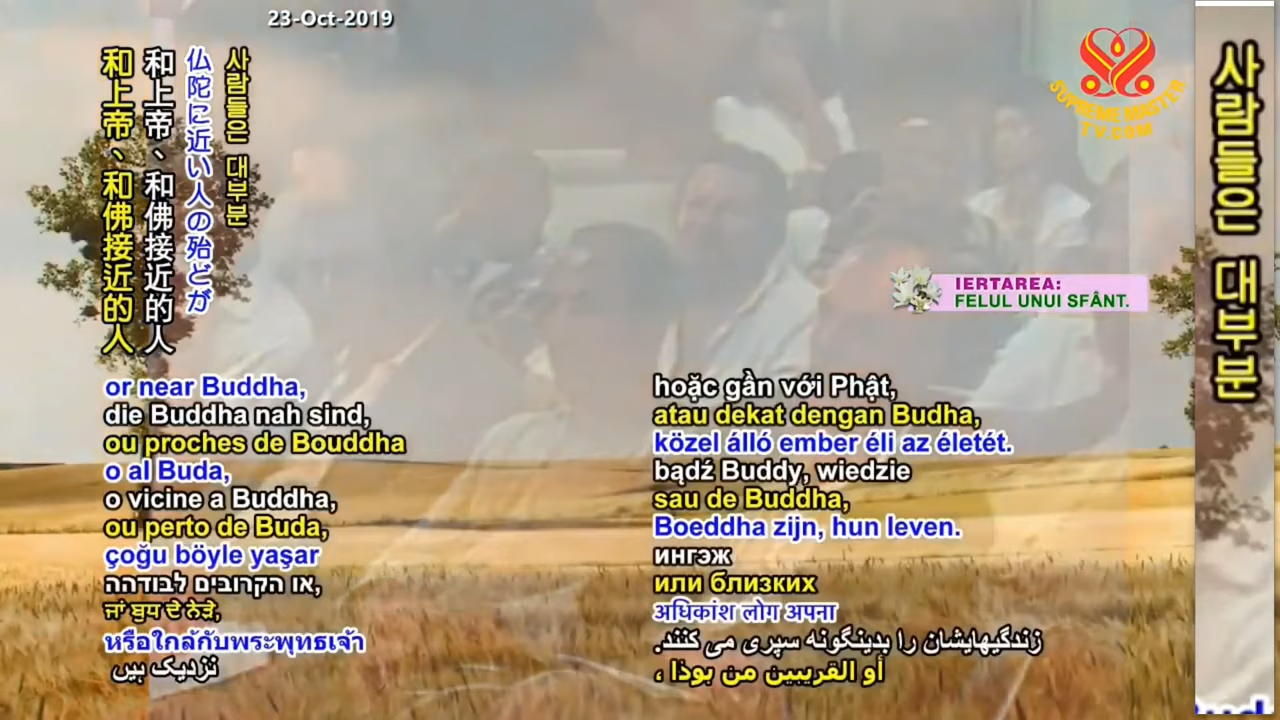 23-Oct-2019
사람들은 대부분
仏陀に近い人の殆どが
和上帝、和佛接近的人
和上帝、和佛接近的人
SUPREME MASTER
TV.COM
사람들은 대부분
IERTAREA:
FELUL UNUI SFÂNT.
or near Buddha,
die Buddha nah sind,
ou proches de Bouddha
o al Buda,
o vicine a Buddha,
ou perto de Buda,
çoğu böyle yaşar
או הקרובים לבודהה,
ਜਾਂ ਬੁਧ ਦੇ ਨੇੜੇ,
หรือใกล้กับพระพุทธเจ้า
نزدیک ہیں
hoặc gần với Phật,
atau dekat dengan Budha,
közel álló ember éli az életét.
bądź Buddy, wiedzie
sau de Buddha,
Boeddha zijn, hun leven.
ингэж
или близких
अधिकांश लोग अपना
زندگیهایشان را بدینگونه سپری می کنند.
أو القريبين من بوذا ،